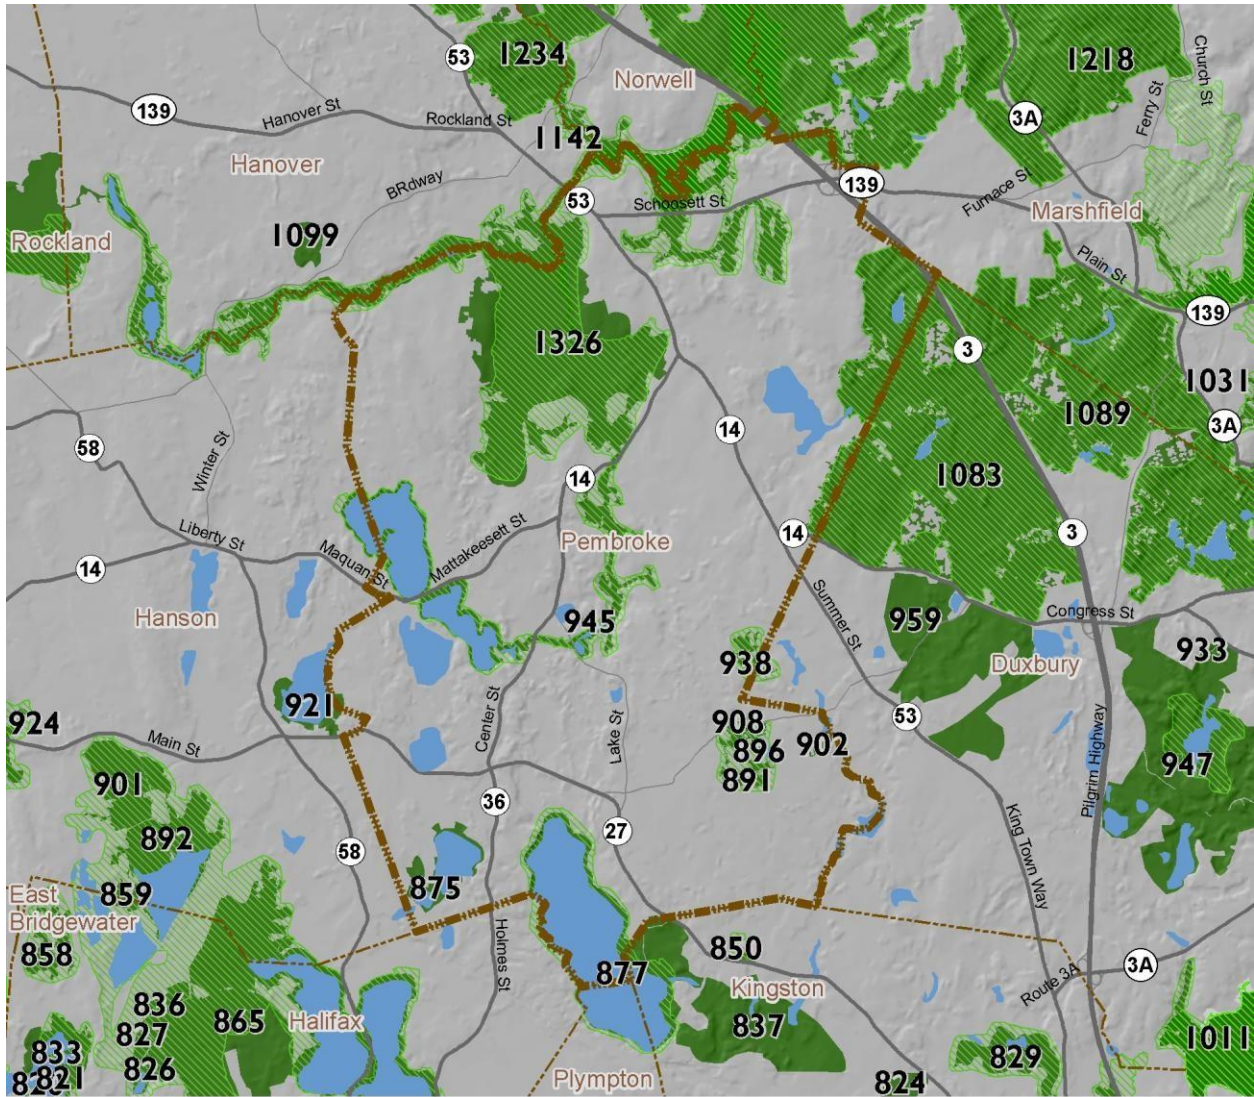 1234
1218
53
Norwell
Church St
139
Hanover St
Rockland St
3A
Ferry St
1142
Hanover
BRdway
53
Schoosett St
139
Furnace St
Marshfield
Rockland
1099
Plain St
139
1326
3
1031
1089
3A
58
Winter St
14
14
1083
Liberty St
14
Maquan St
Mattakeesett St
Pembroke
14
3
Hanson
945
Summer St
959
Congress St
933
938
Duxbury
921
924
Main St
Center St
Lake St
908
896
902
891
53
Pilgrim Highway
947
901
36
27
King Town Way
892
58
875
859
East
Bridgewater
858
Holmes St
850
877
Kingston
3A
Route 3A
836
865
Halifax
837
827
826
833
821
829
1011
Plympton
824